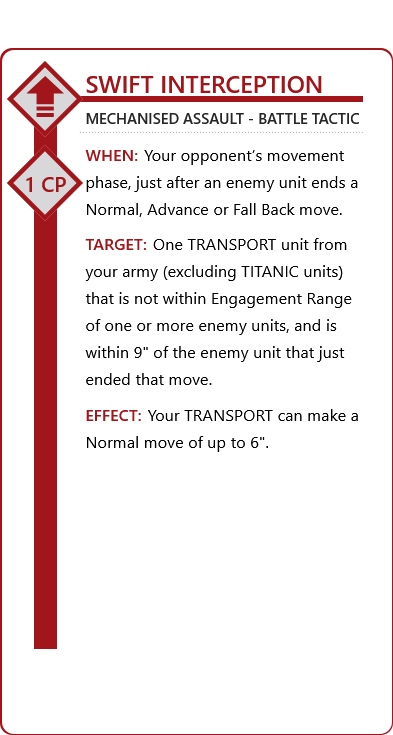 SWIFT INTERCEPTION
MECHANISED ASSAULT - BATTLE TACTIC
1 CP
WHEN: Your opponent’s movement
phase, just after an enemy unit ends a
Normal, Advance or Fall Back move.
TARGET: One TRANSPORT unit from
your army (excluding TITANIC units)
that is not within Engagement Range
of one or more enemy units, and is
within 9" of the enemy unit that just
ended that move.
EFFECT: Your TRANSPORT can make a
Normal move of up to 6".